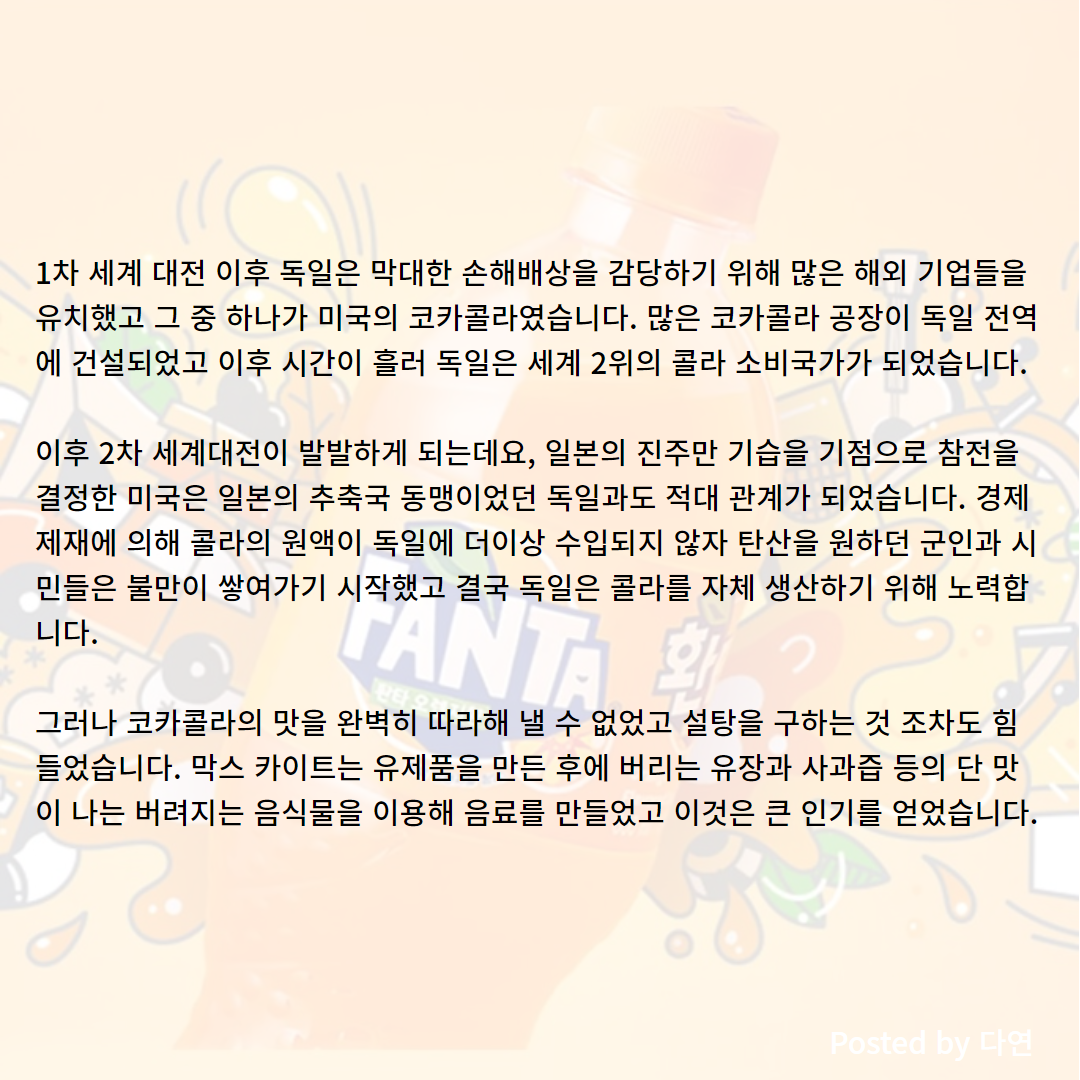 1차 세계 대전 이후 독일은 막대한 손해배상을 감당하기 위해 많은 해외 기업들을
유치했고 그 중 하나가 미국의 코카콜라였습니다. 많은 코카콜라 공장이 독일 전역
에 건설되었고 이후 시간이 흘러 독일은 세계 2위의 콜라 소비국가가 되었습니다.
이후 2차 세계대전이 발발하게 되는데요, 일본의 진주만 기습을 기점으로 참전을
결정한 미국은 일본의 추축국 동맹이었던 독일과도 적대 관계가 되었습니다. 경제
제재에 의해 콜라의 원액이 독일에 더이상 수입되지 않자 탄산을 원하던 군인과 시
민들은 불만이 쌓여가기 시작했고 결국 독일은 콜라를 자체 생산하기 위해 노력합
니다.
FANTA
환
그러나 코카콜라의 맛을 완벽히 따라해 낼 수 없었고 설탕을 구하는 것 조차도 힘
들었습니다. 막스 카이트는 유제품을 만든 후에 버리는 유장과 사과즙 등의 단 맛
이 나는 버려지는 음식물을 이용해 음료를 만들었고 이것은 큰 인기를 얻었습니다.
Posted by 다연